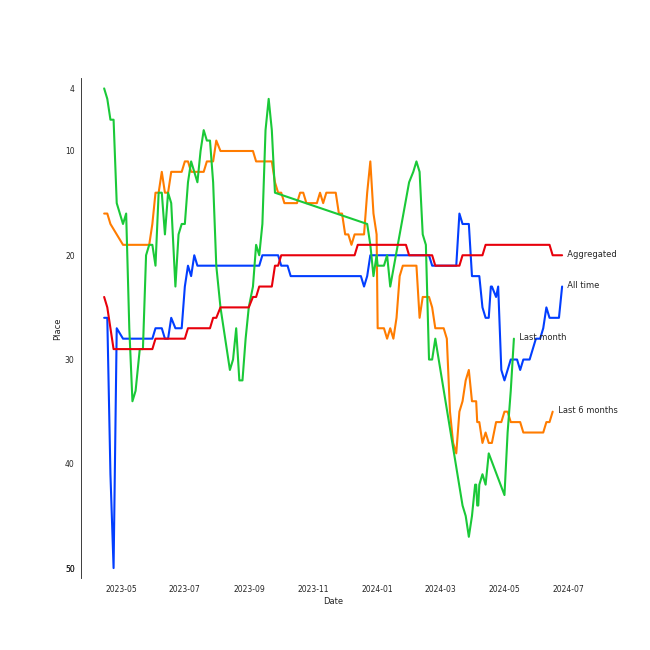 4
10
20
30
40
50
Place
2023-05
2023-07
2023-09
2023-11
2024-01
2024-03
2024-05
2024-07
Date
Aggregated
All time
Last month
Last 6 months